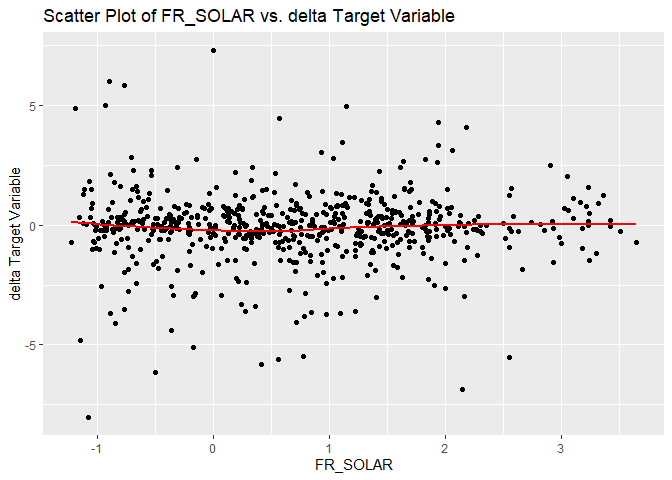 Scatter Plot of FR_SOLAR vs. delta Target Variable
5
0
-5
delta Target Variable
-1
0
1
2
3
FR_SOLAR